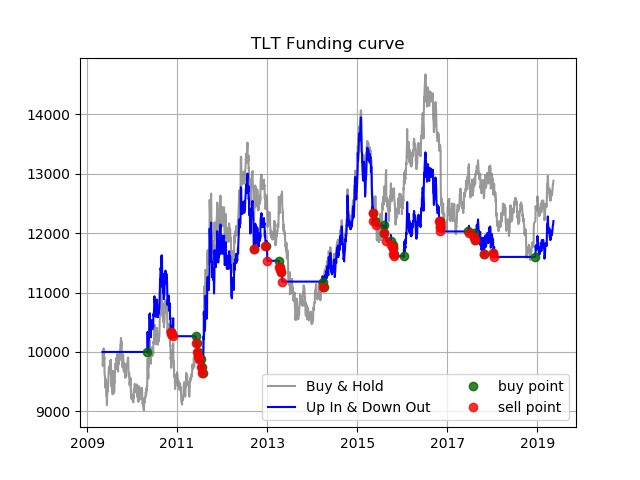 TLT Funding curve
14000
13000
12000
11000
10000
9000
Buy & Hold
Up In & Down Out
buy point
sell point
2009 2011 2013 2015 2017 2019